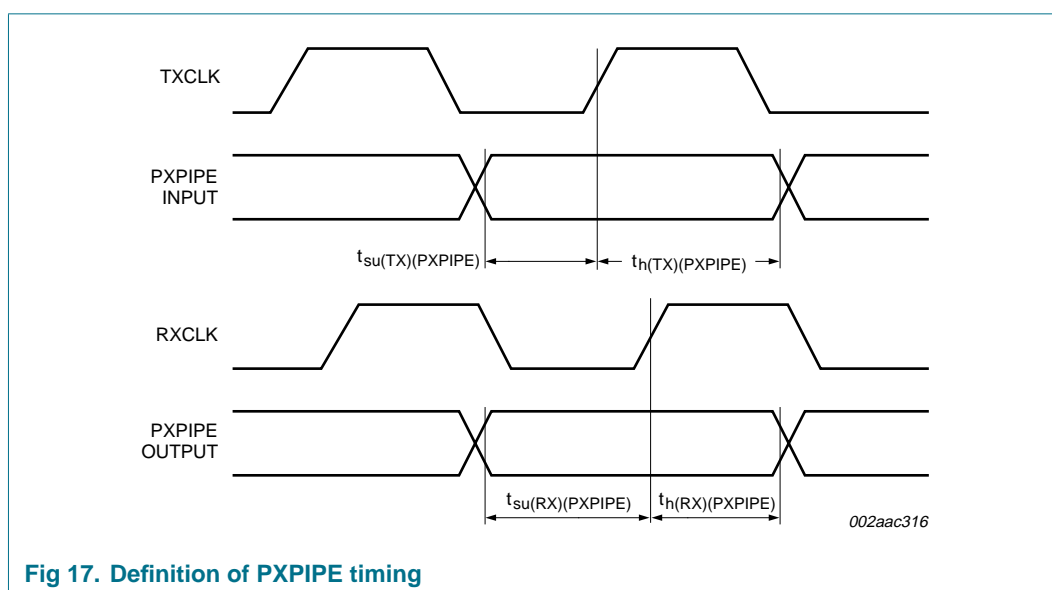 TXCLK
PXPIPE
INPUT
tsu(TX)(PXPIPE)
th(TX)(PXPIPE)
RXCLK
PXPIPE
OUTPUT
tsu(RX)(PXPIPE)
th(RX)(PXPIPE)
002aac316
Fig 17. Definition of PXPIPE timing